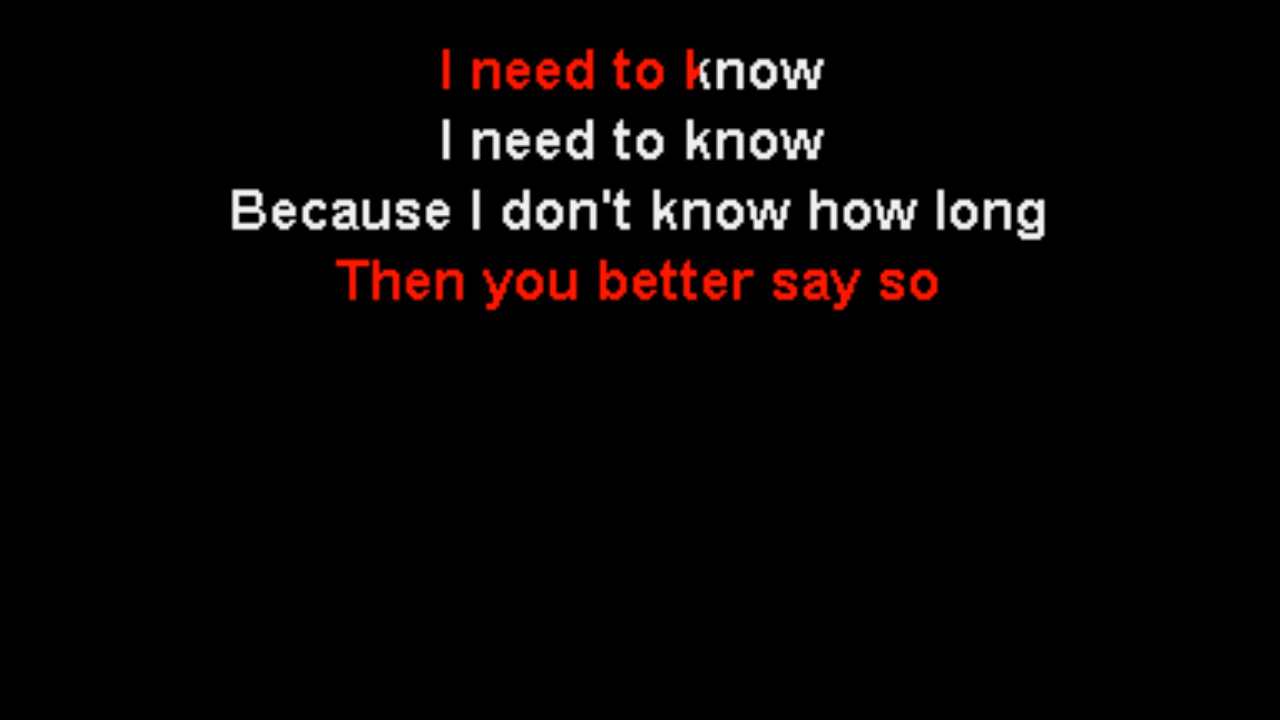 I need to know
I need to know
Because I don't know how long
Then you better say so